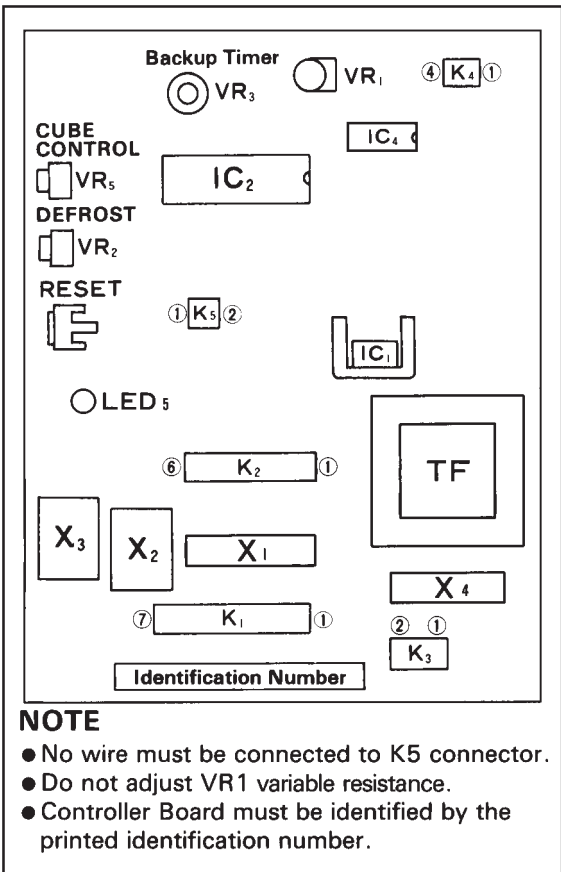 Backup Timer
VR₃
VR₁
④ K₄ ①
IC₄
CUBE
CONTROL
VR₅
IC₂
DEFROST
VR₂
RESET
① K₅ ②
IC₁
LED₅
⑥ K₂ ①
TF
X₃
X₂
X₁
X₄
⑦ K₁ ①
② ①
K₃
Identification Number
NOTE
● No wire must be connected to K5 connector.
● Do not adjust VR1 variable resistance.
● Controller Board must be identified by the
printed identification number.